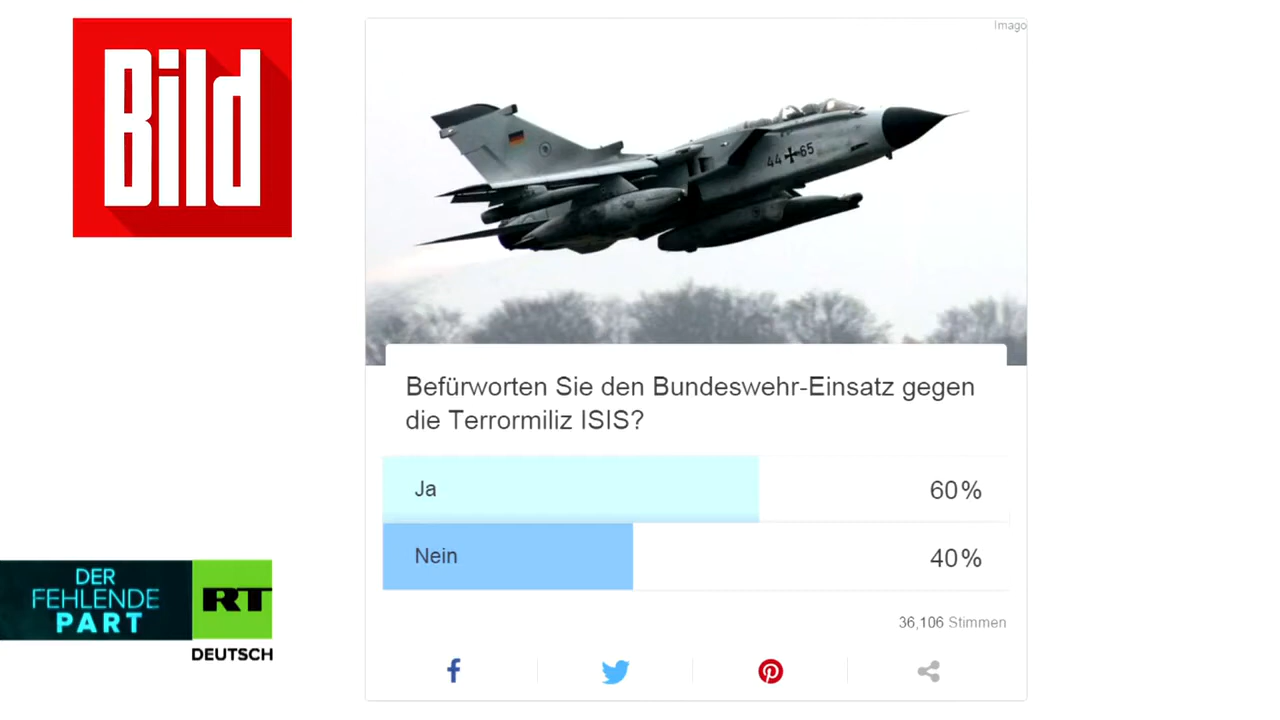 Bild
Imago
44 65
Befürworten Sie den Bundeswehr-Einsatz gegen
die Terrormiliz ISIS?
Ja 60%
Nein 40%
36,106 Stimmen
DER
FEHLENDE
PART
RT
DEUTSCH